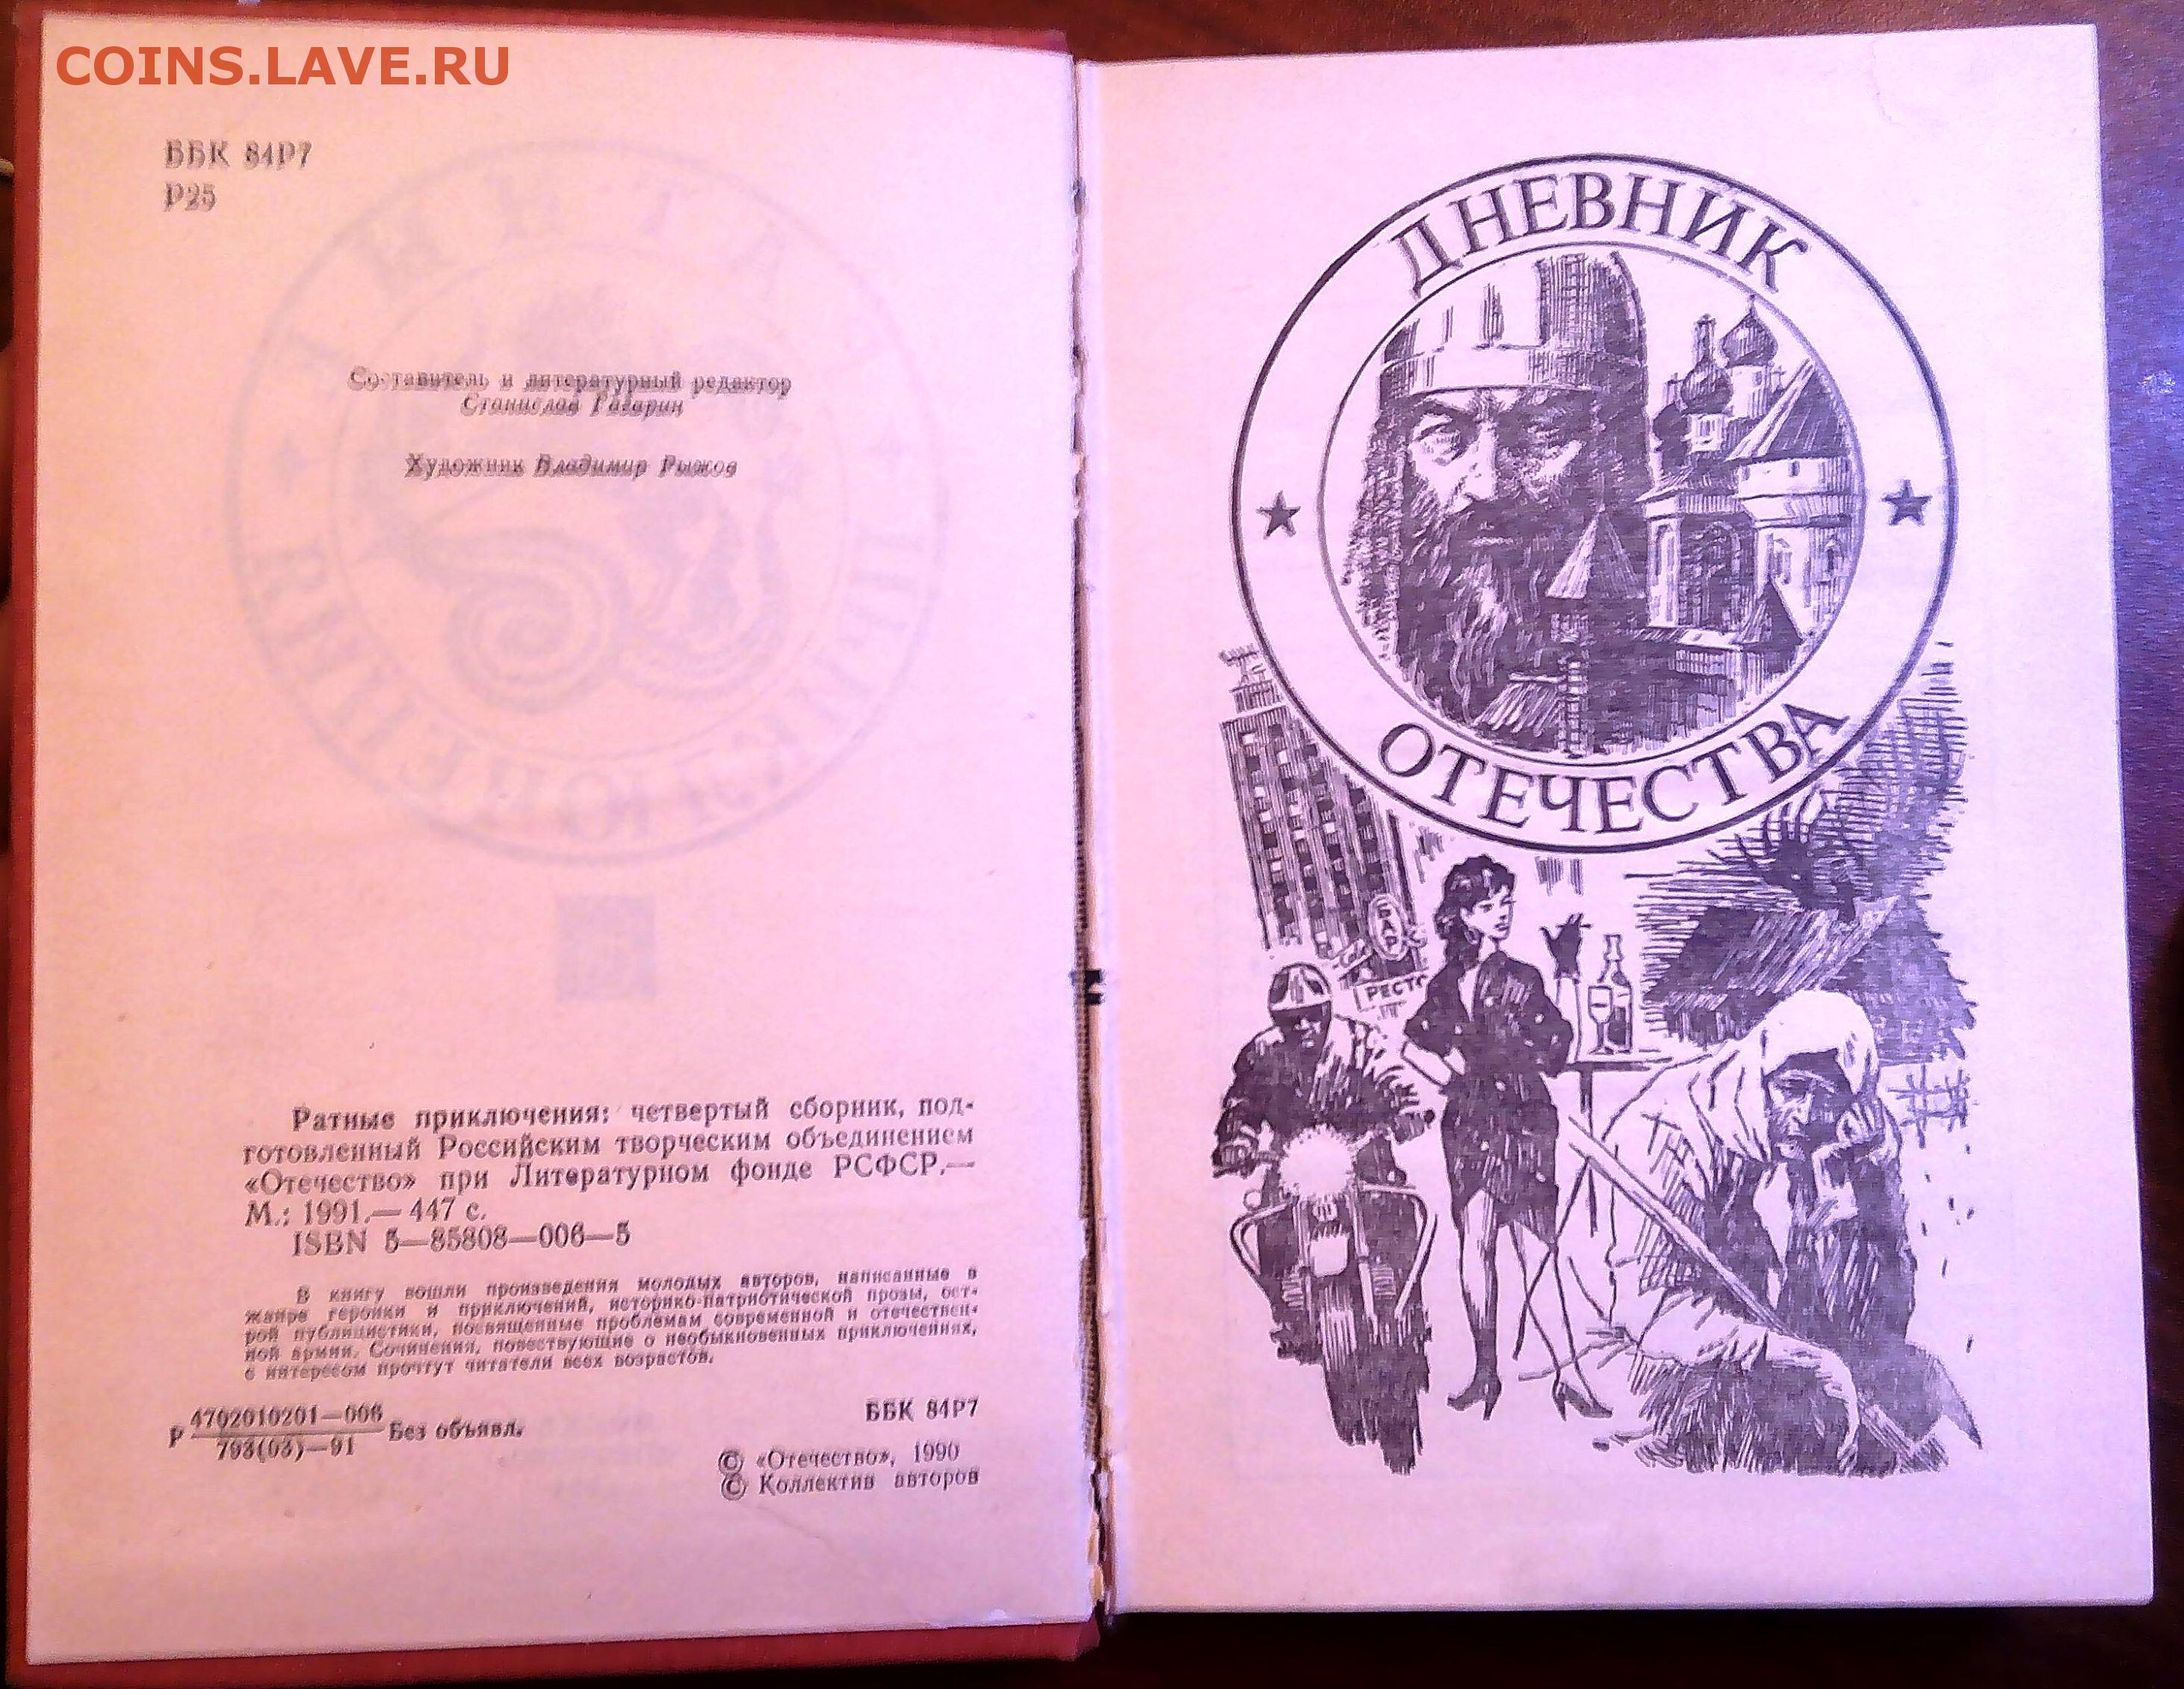 COINS.LAVE.RU
ББК 84Р7
Р25
Составитель и литературный редактор
Станислав Гагарин
Художник Владимир Рыжов
Ратные приключения: четвертый сборник, под-
готовленный Российским творческим объединением
«Отечество» при Литературном фонде РСФСР.—
М.: 1991.— 447 с.
ISBN 5—85808—006—5
В книгу вошли произведения молодых авторов, написанные в
жанре героики и приключений, историко-патриотической прозы, ост-
рой публицистики, посвященные проблемам современной и отечествен-
ной армии. Сочинения, повествующие о необыкновенных приключениях,
с интересом прочтут читатели всех возрастов.
Р 4702010201—006
793(03)—91 Без объявл.
ББК 84Р7
© «Отечество», 1990
© Коллектив авторов
ДНЕВНИК
ОТЕЧЕСТВА
БАР
РЕСТО